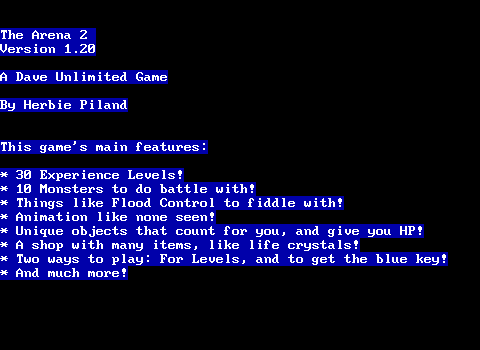 The Arena 2
Version 1.20
A Dave Unlimited Game
By Herbie Piland
This game's main features:
* 30 Experience Levels!
* 10 Monsters to do battle with!
* Things like Flood Control to fiddle with!
* Animation like none seen!
* Unique objects that count for you, and give you HP!
* A shop with many items, like life crystals!
* Two ways to play: For Levels, and to get the blue key!
* And much more!